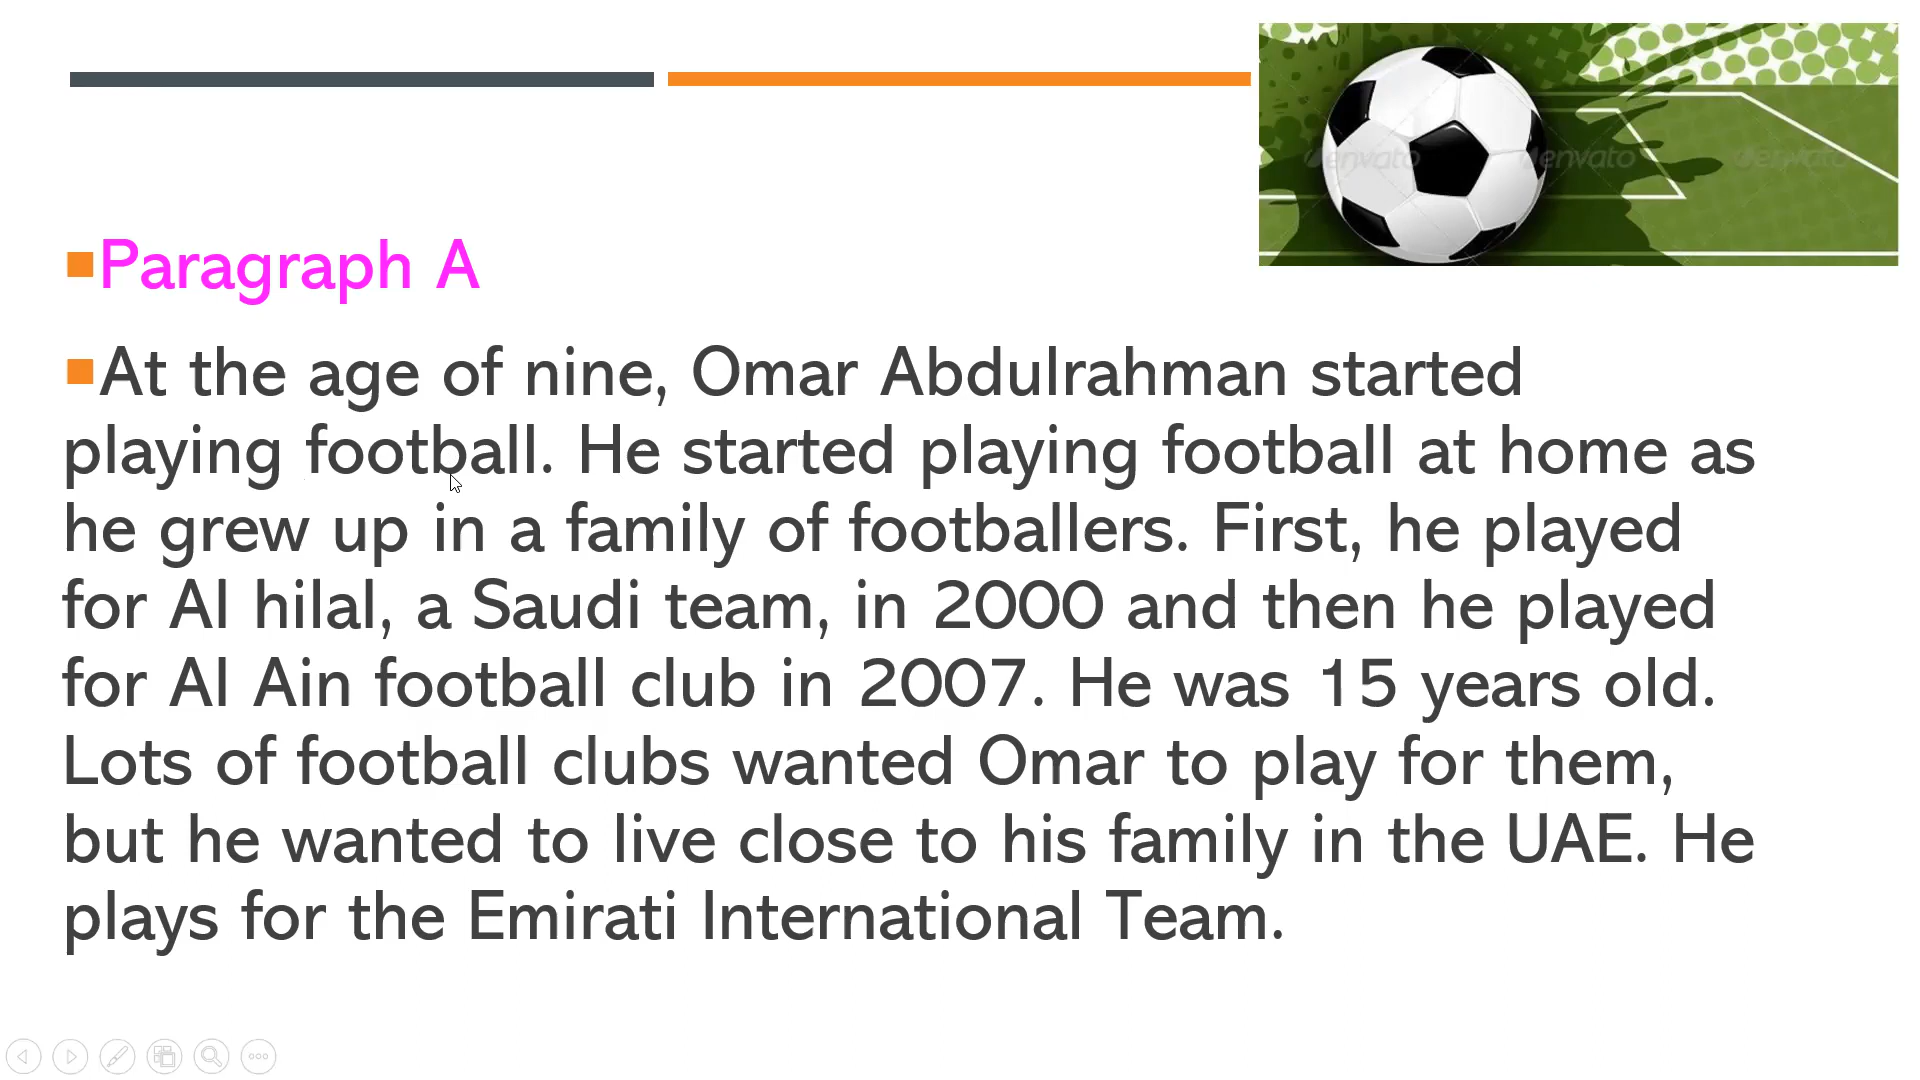 envato envato envato
Paragraph A
At the age of nine, Omar Abdulrahman started
playing football. He started playing football at home as
he grew up in a family of footballers. First, he played
for Al hilal, a Saudi team, in 2000 and then he played
for Al Ain football club in 2007. He was 15 years old.
Lots of football clubs wanted Omar to play for them,
but he wanted to live close to his family in the UAE. He
plays for the Emirati International Team.